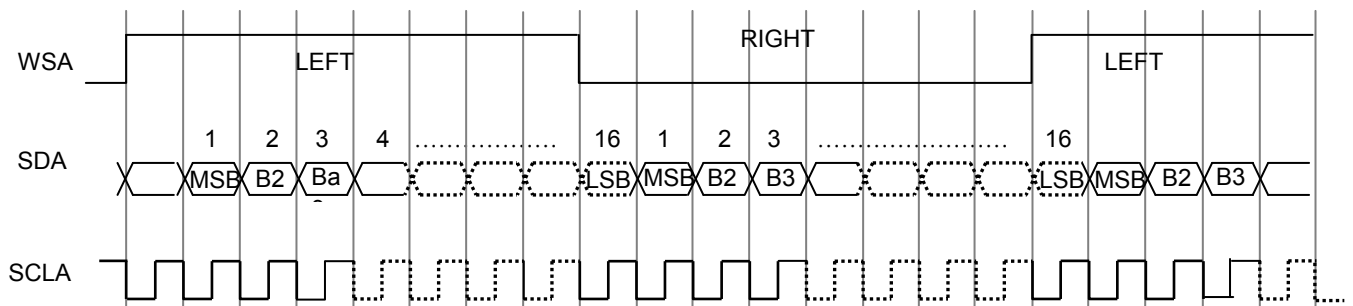 RIGHT
WSA LEFT LEFT
1 2 3 4 ........................ 16 1 2 3 ................................ 16
SDA MSB B2 Ba LSB MSB B2 B3 LSB MSB B2 B3
SCLA